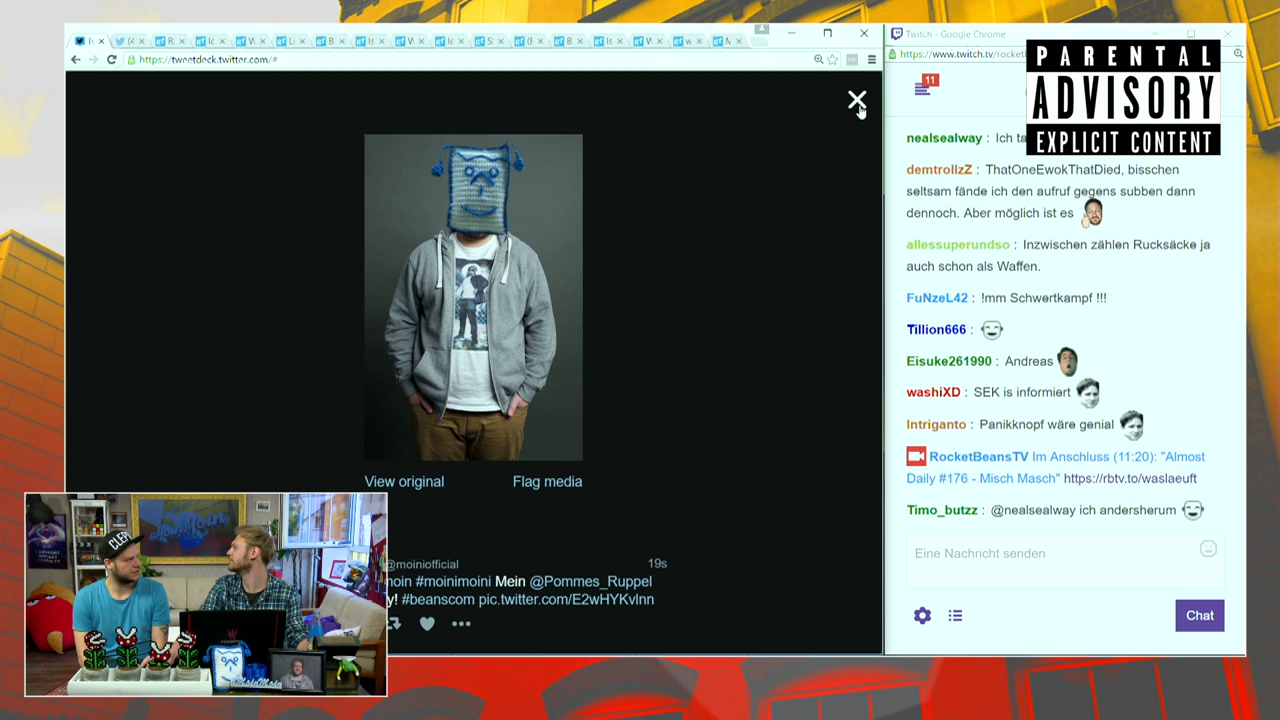 Twitch - Google Chrome
https://tweetdeck.twitter.com/#
https://www.twitch.tv/rocket
PARENTAL
ADVISORY
EXPLICIT CONTENT
11
nealsealway : Ich ta
demtrollzZ : ThatOneEwokThatDied, bisschen
seltsam fände ich den aufruf gegens subben dann
dennoch. Aber möglich ist es
allessuperundso : Inzwischen zählen Rucksäcke ja
auch schon als Waffen.
FuNzeL42 : !mm Schwertkampf !!!
Tillion666 :
Eisuke261990 : Andreas
washiXD : SEK is informiert
Intriganto : Panikknopf wäre genial
RocketBeansTV Im Anschluss (11:20): "Almost
Daily #176 - Misch Masch" https://rbtv.to/waslaeuft
Timo_butzz : @nealsealway ich andersherum
Eine Nachricht senden
Chat
View original
Flag media
@moiniofficial
19s
moin #moinimoini Mein @Pommes_Ruppel
y! #beanscom pic.twitter.com/E2wHYKvlnn
CLER
MoinMoin